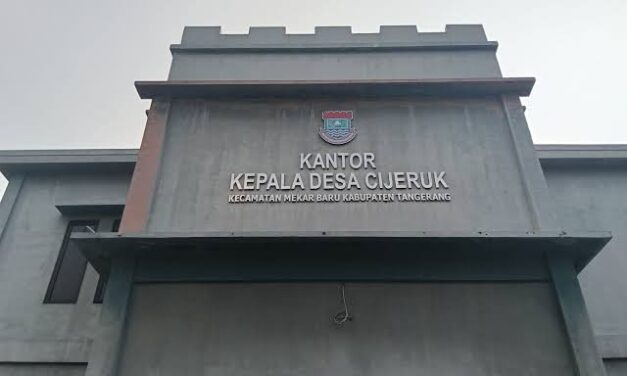 KANTOR
KEPALA DESA CIJERUK
KECAMATAN MEKAR BARU KABUPATEN TANGERANG